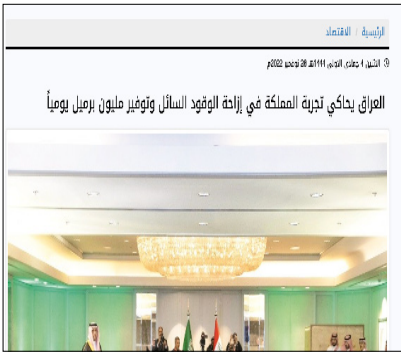 الرئيسية / الاقتصاد
الاثنين 4 جمادى الأولى 1444هـ 28 نوفمبر 2022م
العراق يحاكي تجربة المملكة في إزاحة الوقود السائل وتوفير مليون برميل يومياً